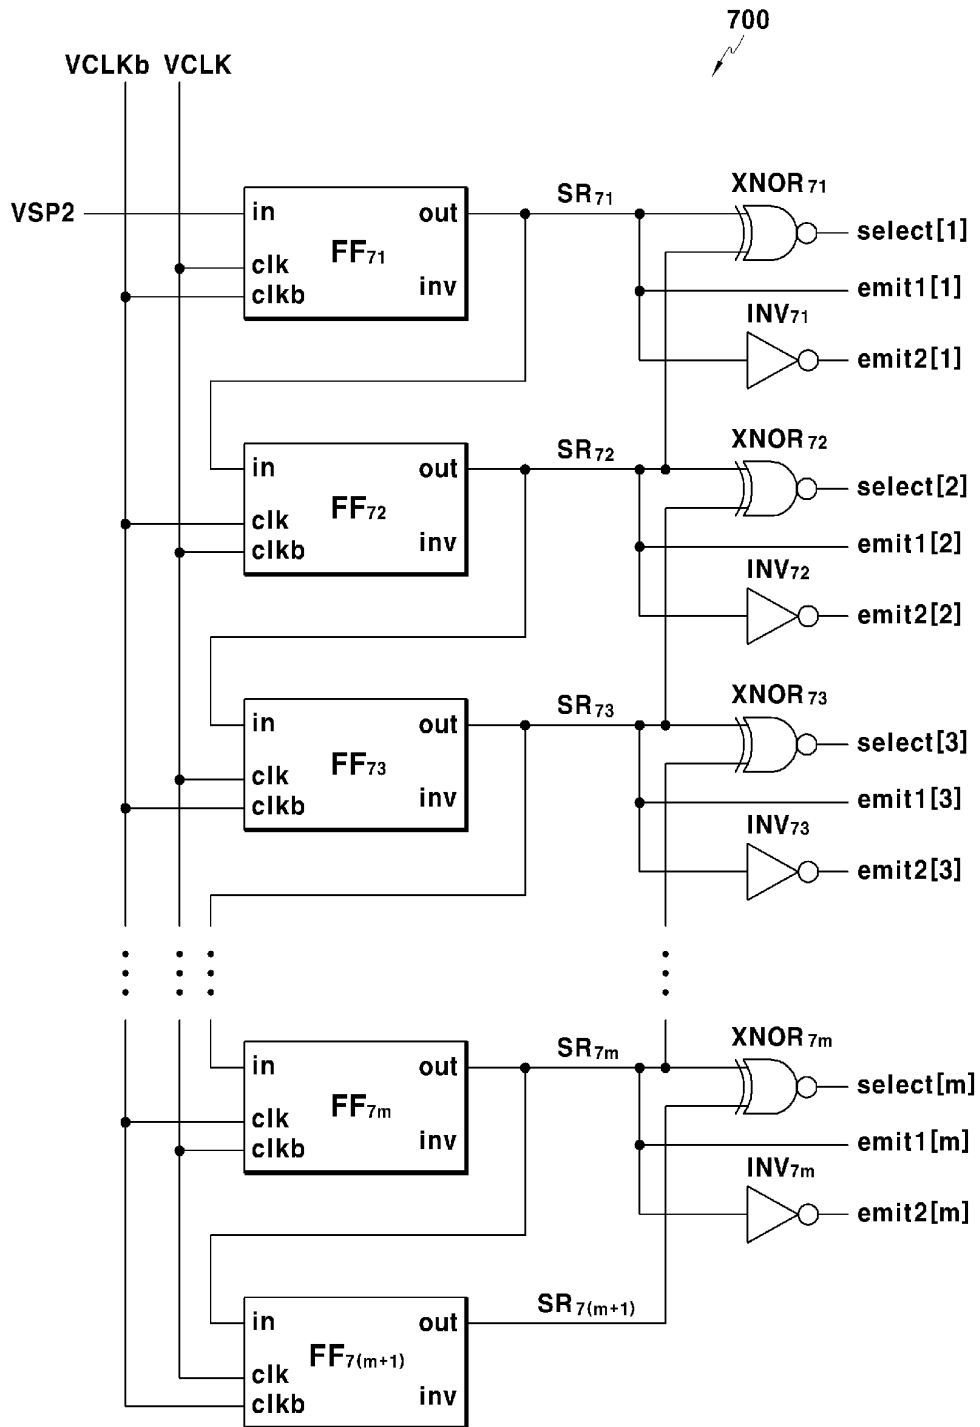 700
VCLKb VCLK
VSP2
in out
FF71
clk
clkb inv
SR71
XNOR71
select[1]
emit1[1]
INV71
emit2[1]
in out
FF72
clk
clkb inv
SR72
XNOR72
select[2]
emit1[2]
INV72
emit2[2]
in out
FF73
clk
clkb inv
SR73
XNOR73
select[3]
emit1[3]
INV73
emit2[3]
in out
FF7m
clk
clkb inv
SR7m
XNOR7m
select[m]
emit1[m]
INV7m
emit2[m]
in out
FF7(m+1)
clk
clkb inv
SR7(m+1)